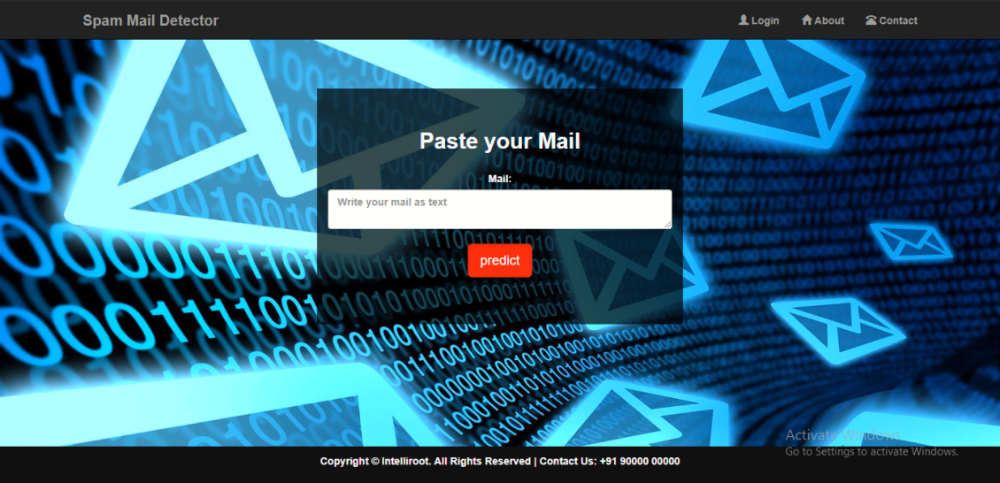 Spam Mail Detector
Login
About
Contact
Paste your Mail
Mail:
Write your mail as text
predict
Activate Windows
Go to Settings to activate Windows.
Copyright © Intelliroot. All Rights Reserved | Contact Us: +91 90000 00000